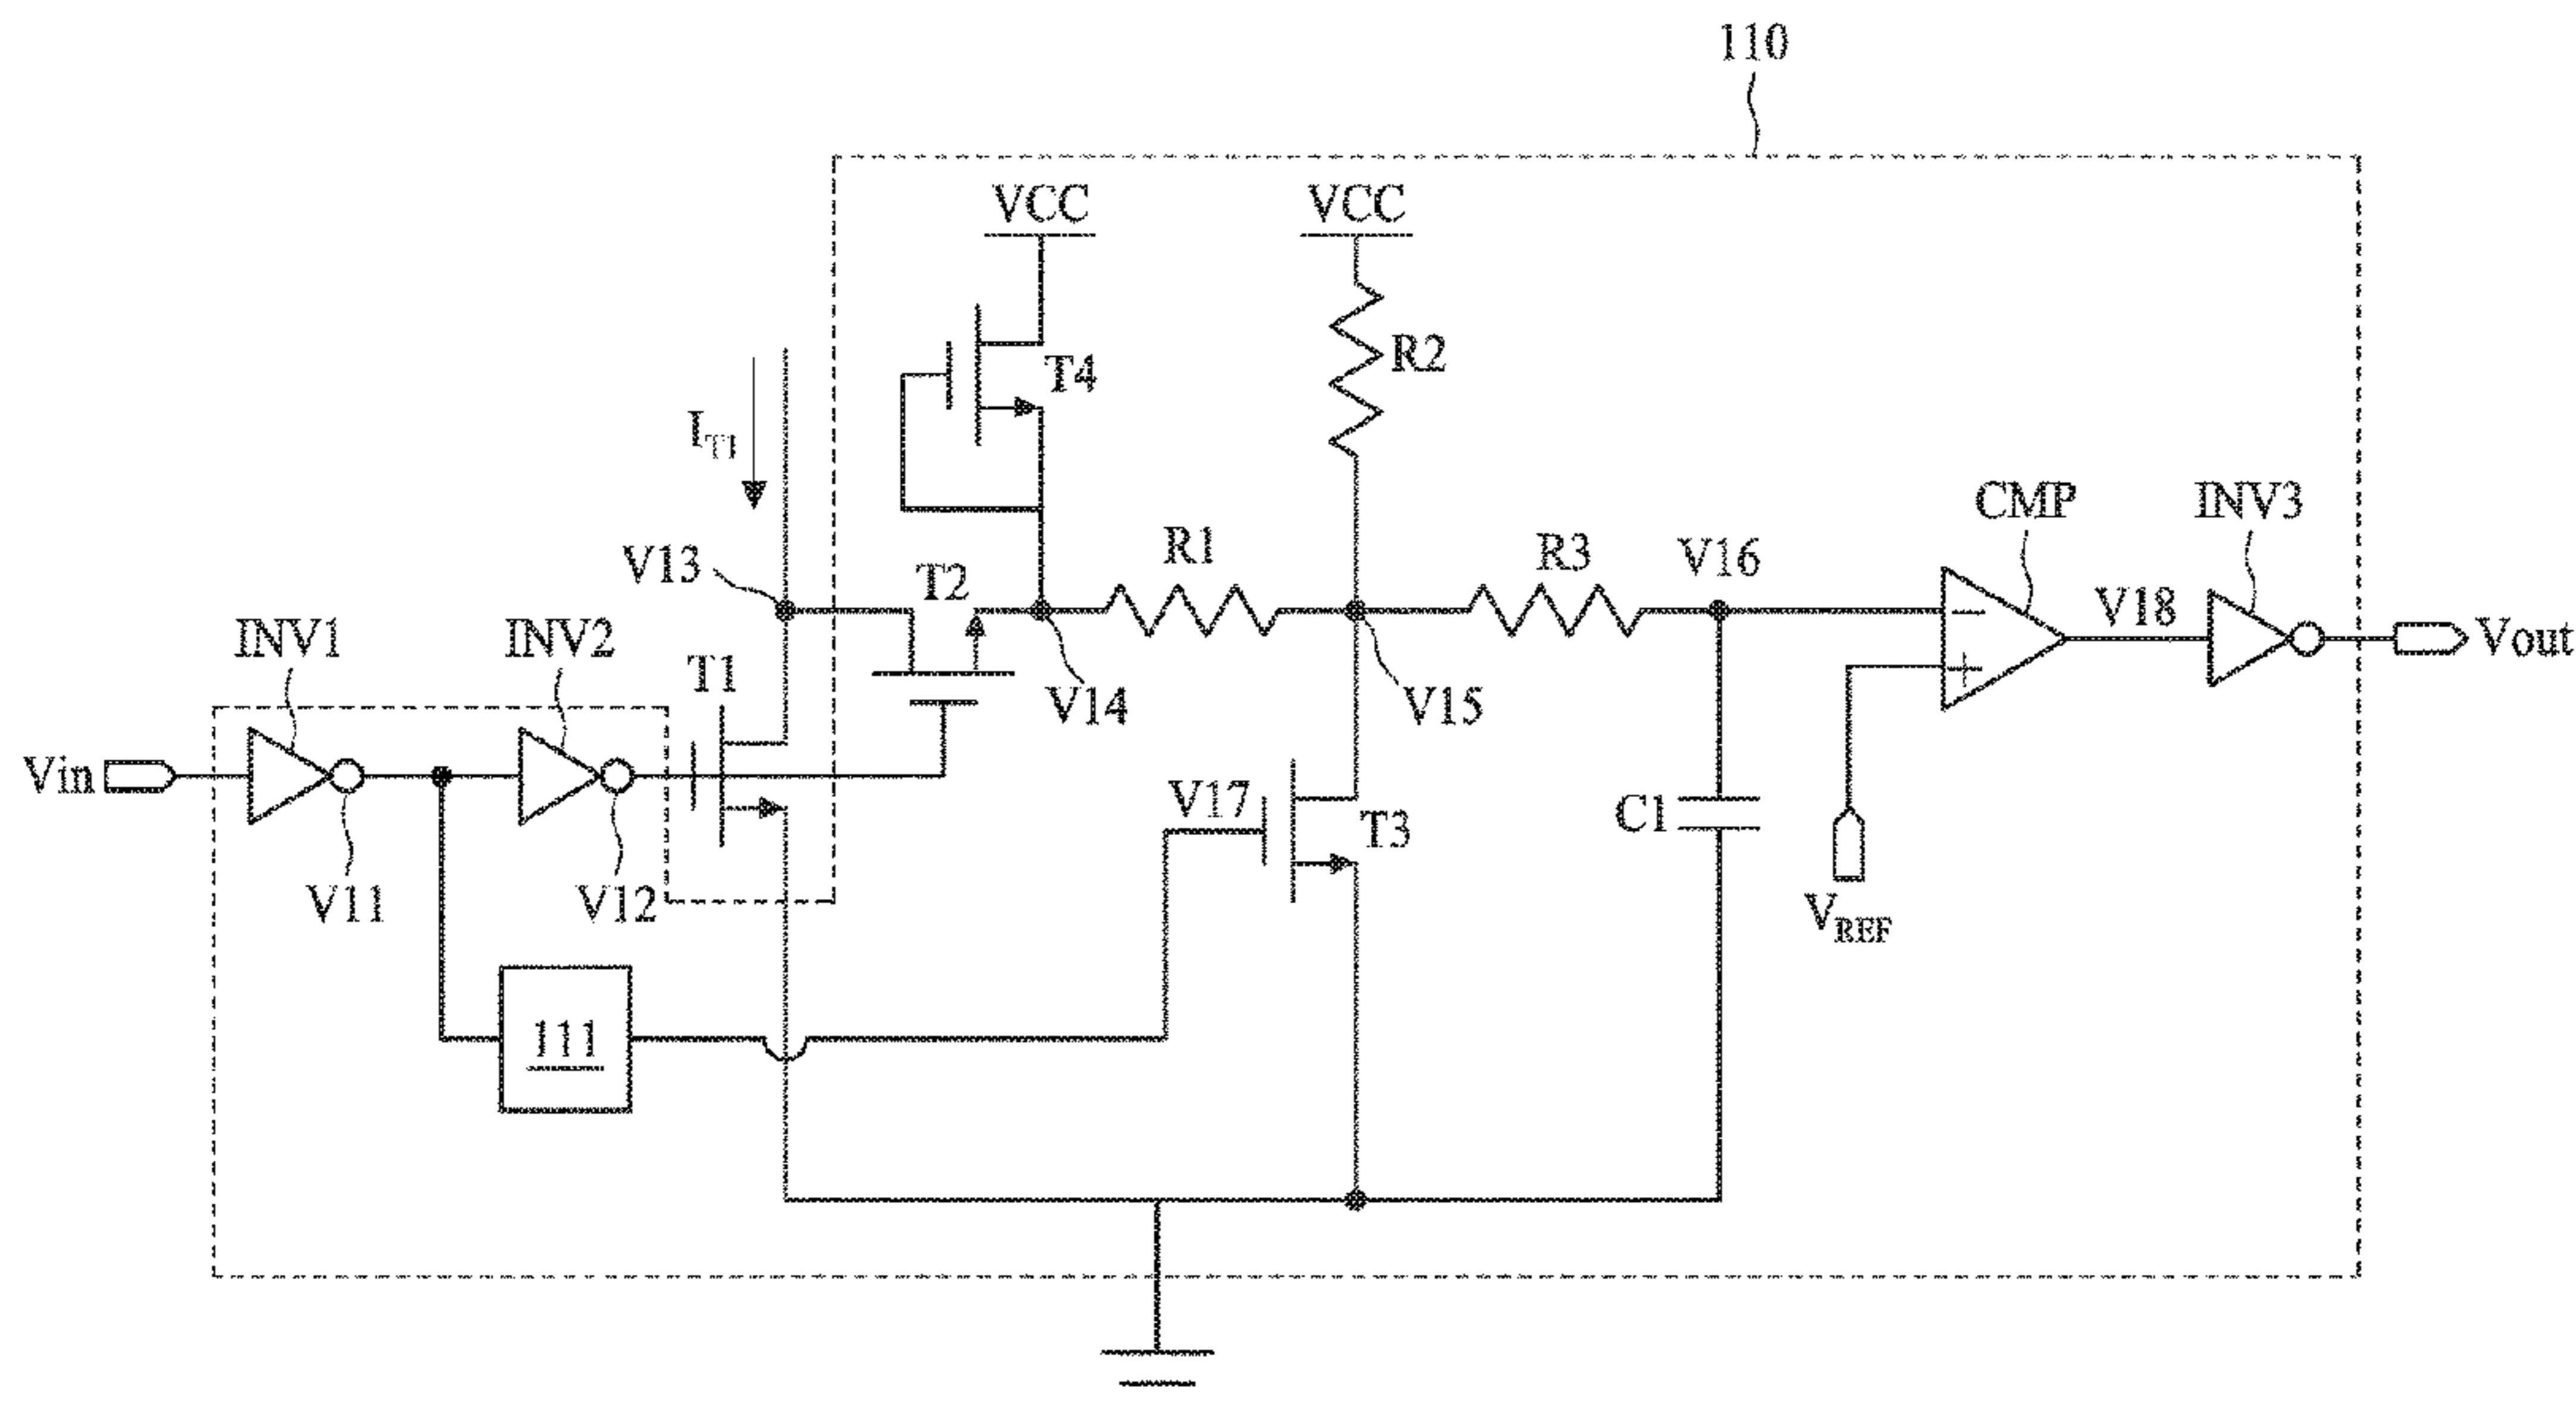 110
VCC VCC
T4 R2
I_T1
CMP INV3
V13 T2 R1 R3 V16
V18
INV1 INV2 T1 Vout
V14 V15
Vin
V17 T3 C1
V11 V12 V_REF
111